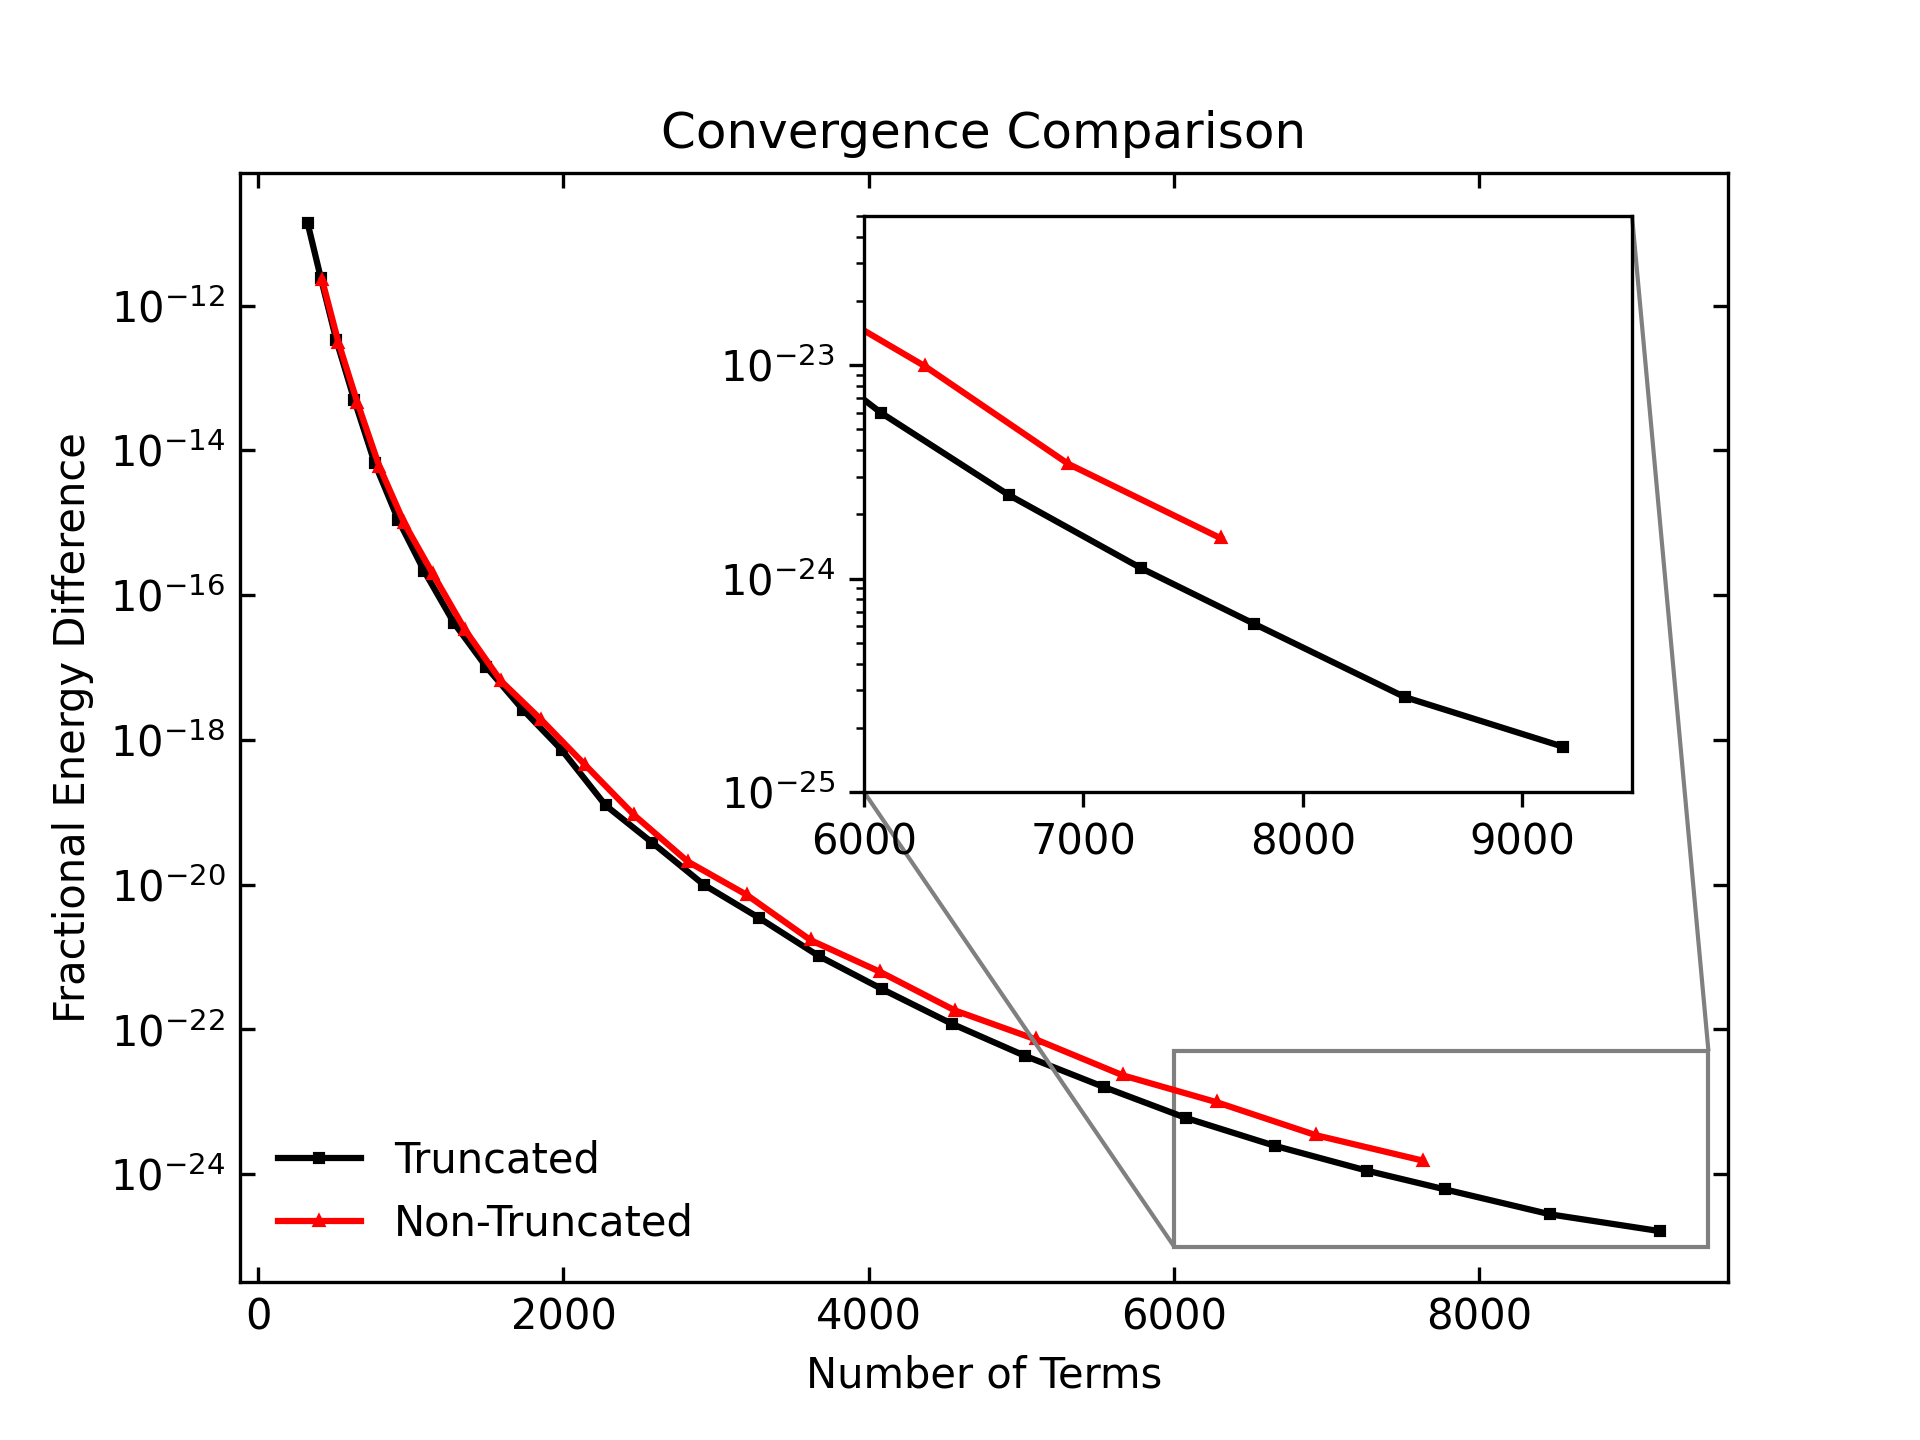 Convergence Comparison
Fractional Energy Difference
10⁻¹²
10⁻¹⁴
10⁻¹⁶
10⁻¹⁸
10⁻²⁰
10⁻²²
10⁻²⁴
10⁻²³
10⁻²⁴
10⁻²⁵
6000 7000 8000 9000
Truncated
Non-Truncated
0 2000 4000 6000 8000
Number of Terms